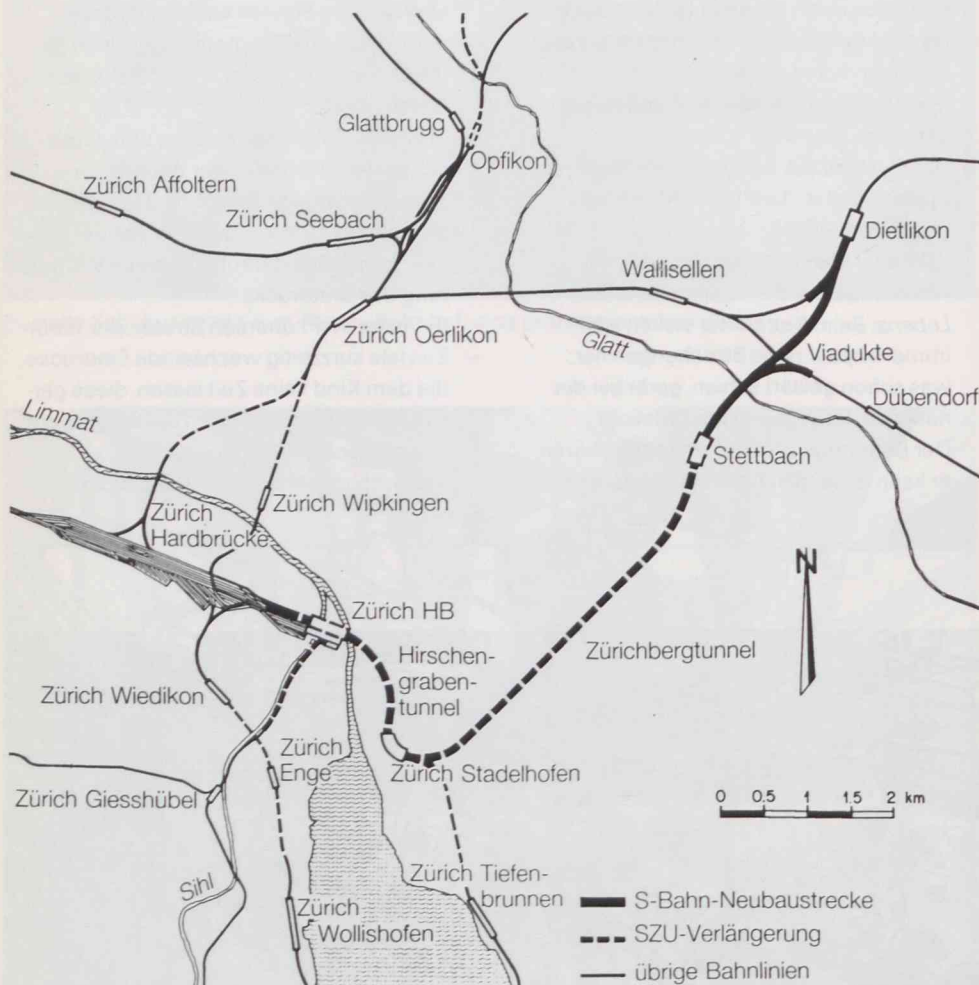 Glattbrugg
Opfikon
Zürich Affoltern
Zürich Seebach
Dietlikon
Wallisellen
Zürich Oerlikon
Glatt
Viadukte
Dübendorf
Limmat
Stettbach
Zürich Wipkingen
Zürich
Hardbrücke
N
Zürich HB
Hirschen-
graben-
tunnel
Zürichbergtunnel
Zürich Wiedikon
Zürich
Enge
Zürich Stadelhofen
Zürich Giesshübel
0 0.5 1 1.5 2 km
Sihl
Zürich Tiefen-
brunnen
Zürich
Wollishofen
S-Bahn-Neubaustrecke
SZU-Verlängerung
übrige Bahnlinien